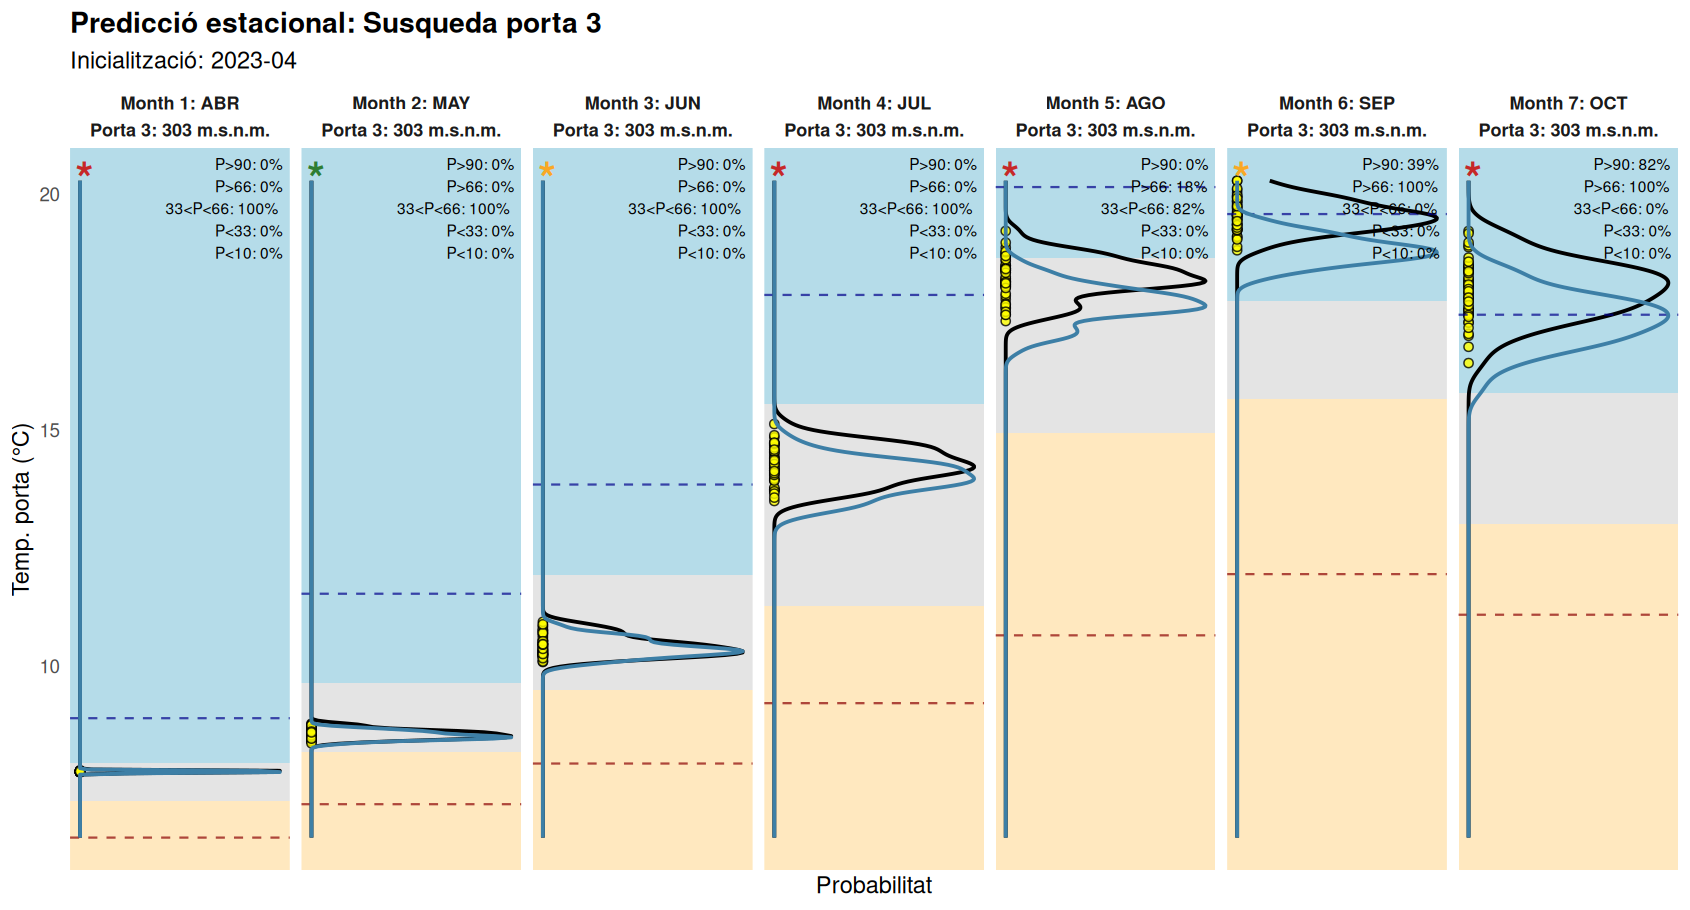 Predicció estacional: Susqueda porta 3
Inicialització: 2023-04
Month 1: ABR
Porta 3: 303 m.s.n.m.
Month 2: MAY
Porta 3: 303 m.s.n.m.
Month 3: JUN
Porta 3: 303 m.s.n.m.
Month 4: JUL
Porta 3: 303 m.s.n.m.
Month 5: AGO
Porta 3: 303 m.s.n.m.
Month 6: SEP
Porta 3: 303 m.s.n.m.
Month 7: OCT
Porta 3: 303 m.s.n.m.
Temp. porta (°C)
20
15
10
*
P>90: 0%
P>66: 0%
33<P<66: 100%
P<33: 0%
P<10: 0%
*
P>90: 0%
P>66: 0%
33<P<66: 100%
P<33: 0%
P<10: 0%
*
P>90: 0%
P>66: 0%
33<P<66: 100%
P<33: 0%
P<10: 0%
*
P>90: 0%
P>66: 0%
33<P<66: 100%
P<33: 0%
P<10: 0%
*
P>90: 0%
P>66: 18%
33<P<66: 82%
P<33: 0%
P<10: 0%
*
P>90: 39%
P>66: 100%
33<P<66: 0%
P<33: 0%
P<10: 0%
*
P>90: 82%
P>66: 100%
33<P<66: 0%
P<33: 0%
P<10: 0%
Probabilitat